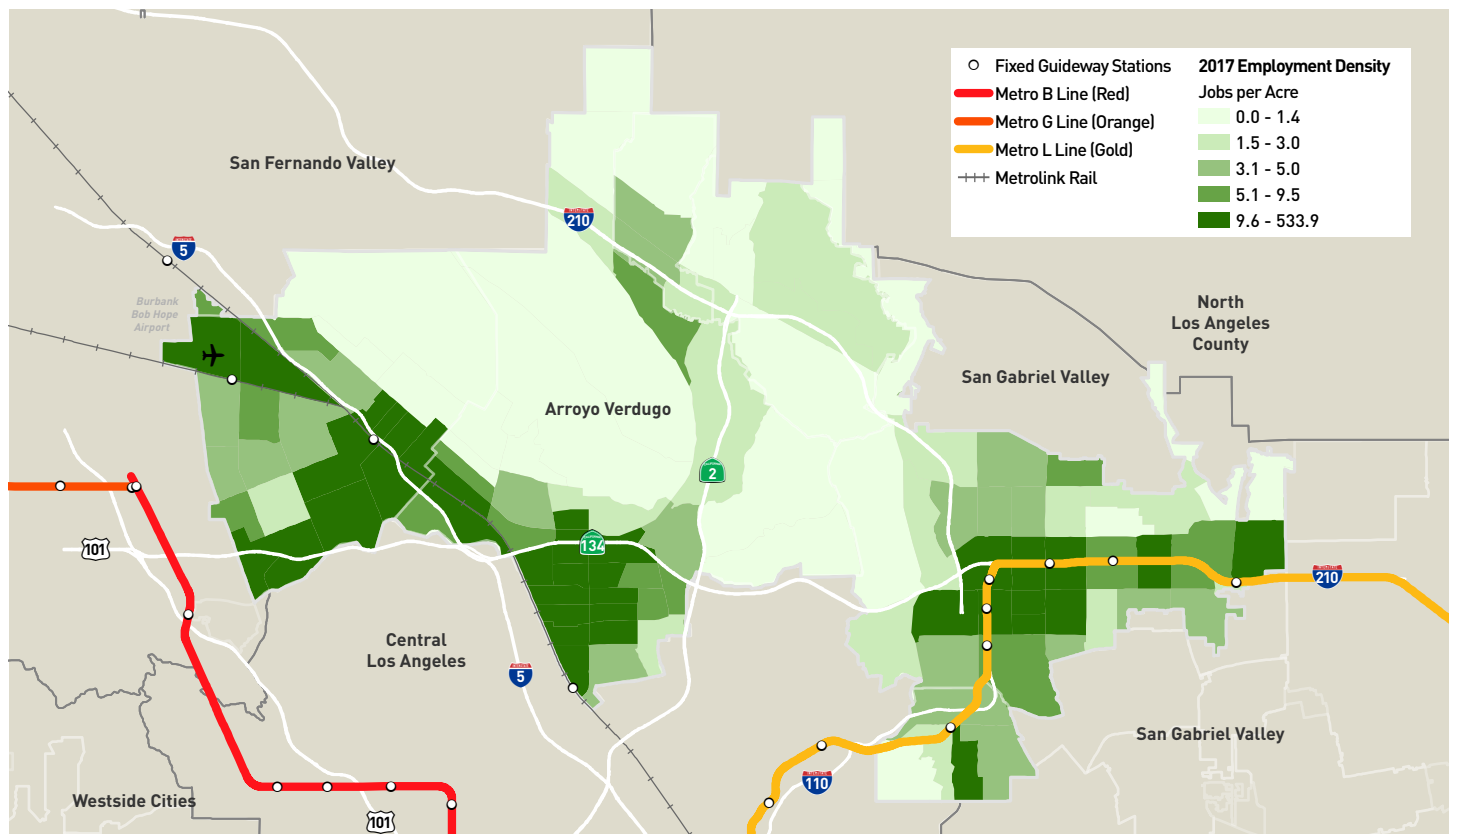 Fixed Guideway Stations
Metro B Line (Red)
Metro G Line (Orange)
Metro L Line (Gold)
Metrolink Rail
2017 Employment Density
Jobs per Acre
0.0 - 1.4
1.5 - 3.0
3.1 - 5.0
5.1 - 9.5
9.6 - 533.9
San Fernando Valley
210
5
Burbank
Bob Hope
Airport
North
Los Angeles
County
San Gabriel Valley
Arroyo Verdugo
2
134
101
210
Central
Los Angeles
5
San Gabriel Valley
110
Westside Cities
101